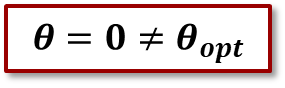 θ = 0 ≠ θ_opt